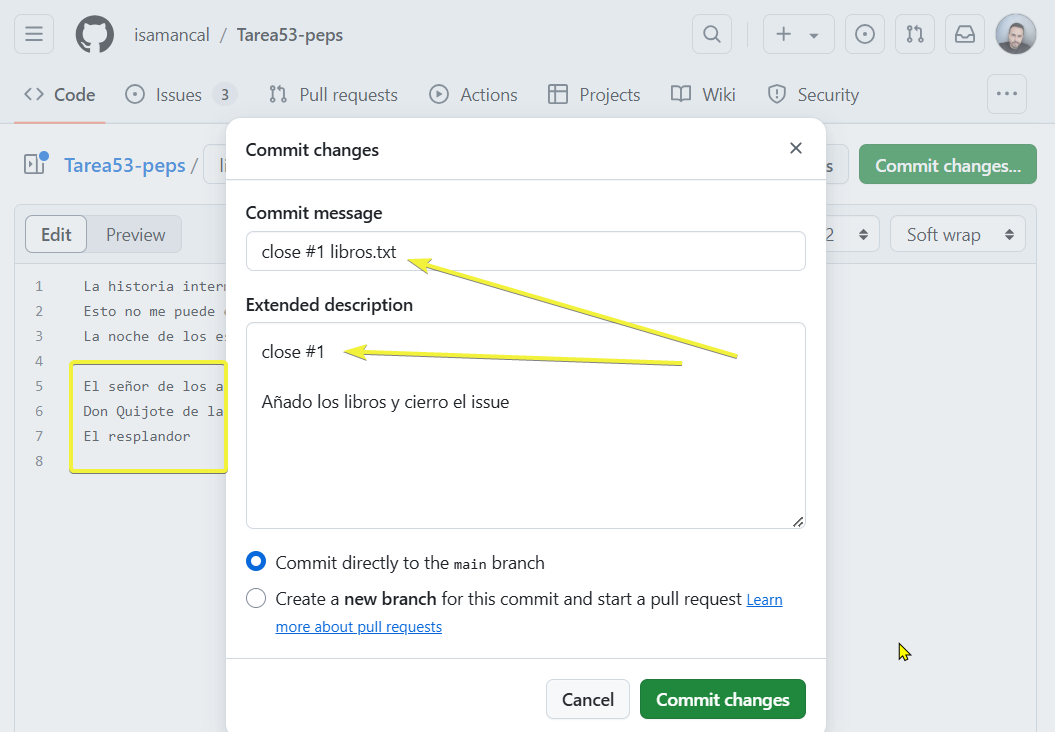 isamancal / Tarea53-peps
Code Issues 3 Pull requests Actions Projects Wiki Security
Tarea53-peps /
Commit changes...
Edit Preview
Soft wrap
1 La historia
2 Esto no me puede
3 La noche de los
4
5 El señor de los
6 Don Quijote de la
7 El resplandor
8
Commit changes
Commit message
close #1 libros.txt
Extended description
close #1
Añado los libros y cierro el issue
Commit directly to the main branch
Create a new branch for this commit and start a pull request Learn
more about pull requests
Cancel Commit changes